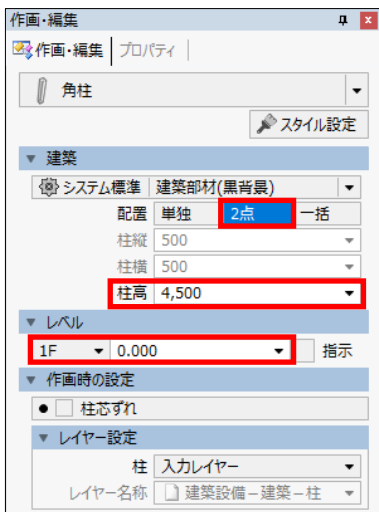 作画・編集
作画・編集 プロパティ
角柱
スタイル設定
建築
システム標準 建築部材(黒背景)
配置 単独 2点 一括
柱縦 500
柱横 500
柱高 4,500
レベル
1F 0.000 指示
作画時の設定
柱芯ずれ
レイヤー設定
柱 入力レイヤー
レイヤー名称 建築設備-建築-柱